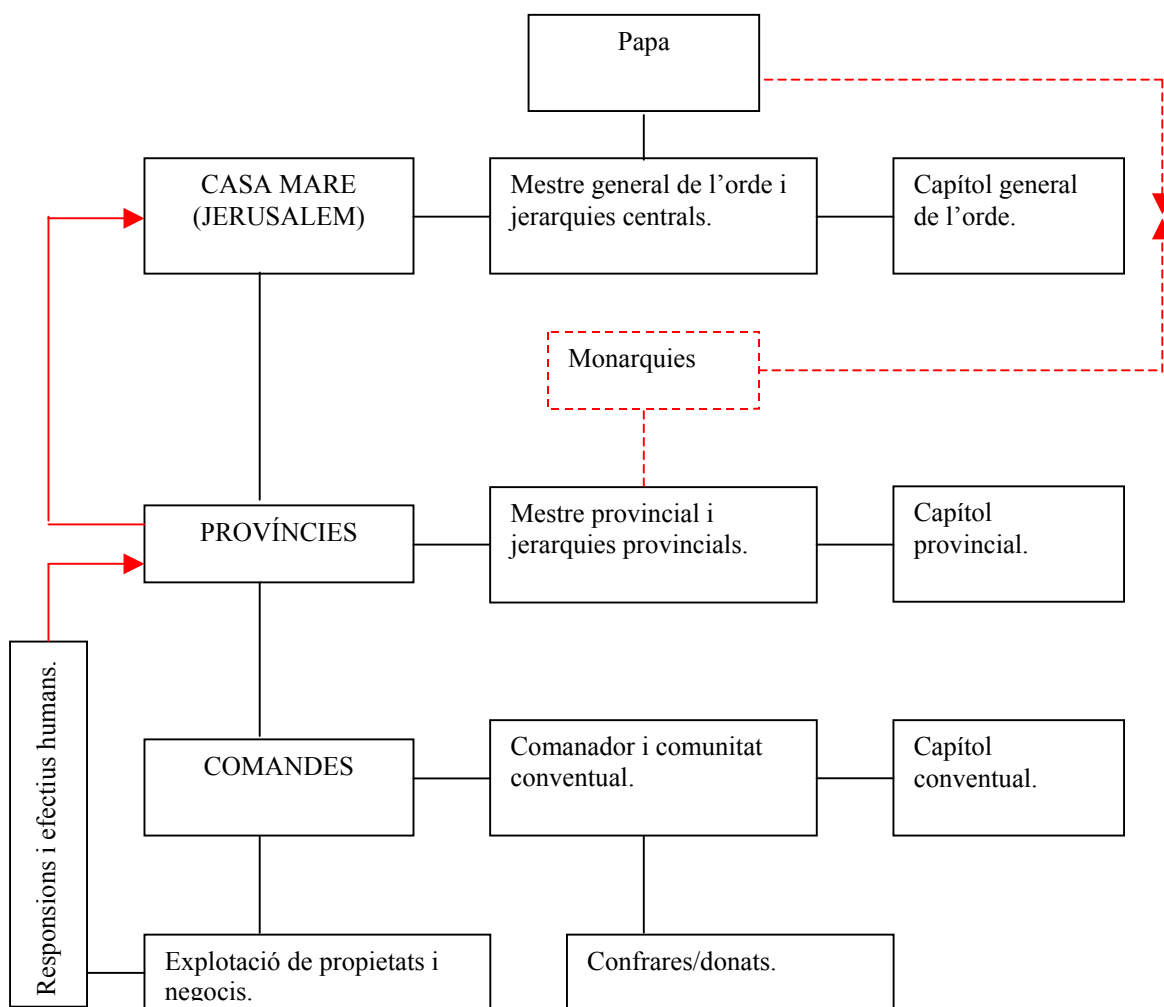 Papa
CASA MARE
(JERUSALEM)
Mestre general de l’orde i
jerarquies centrals.
Capítol general
de l’orde.
Monarquies
PROVÍNCIES
Mestre provincial i
jerarquies provincials.
Capítol
provincial.
Responsions i efectius humans.
COMANDES
Comanador i comunitat
conventual.
Capítol
conventual.
Explotació de propietats i
negocis.
Confrares/donats.